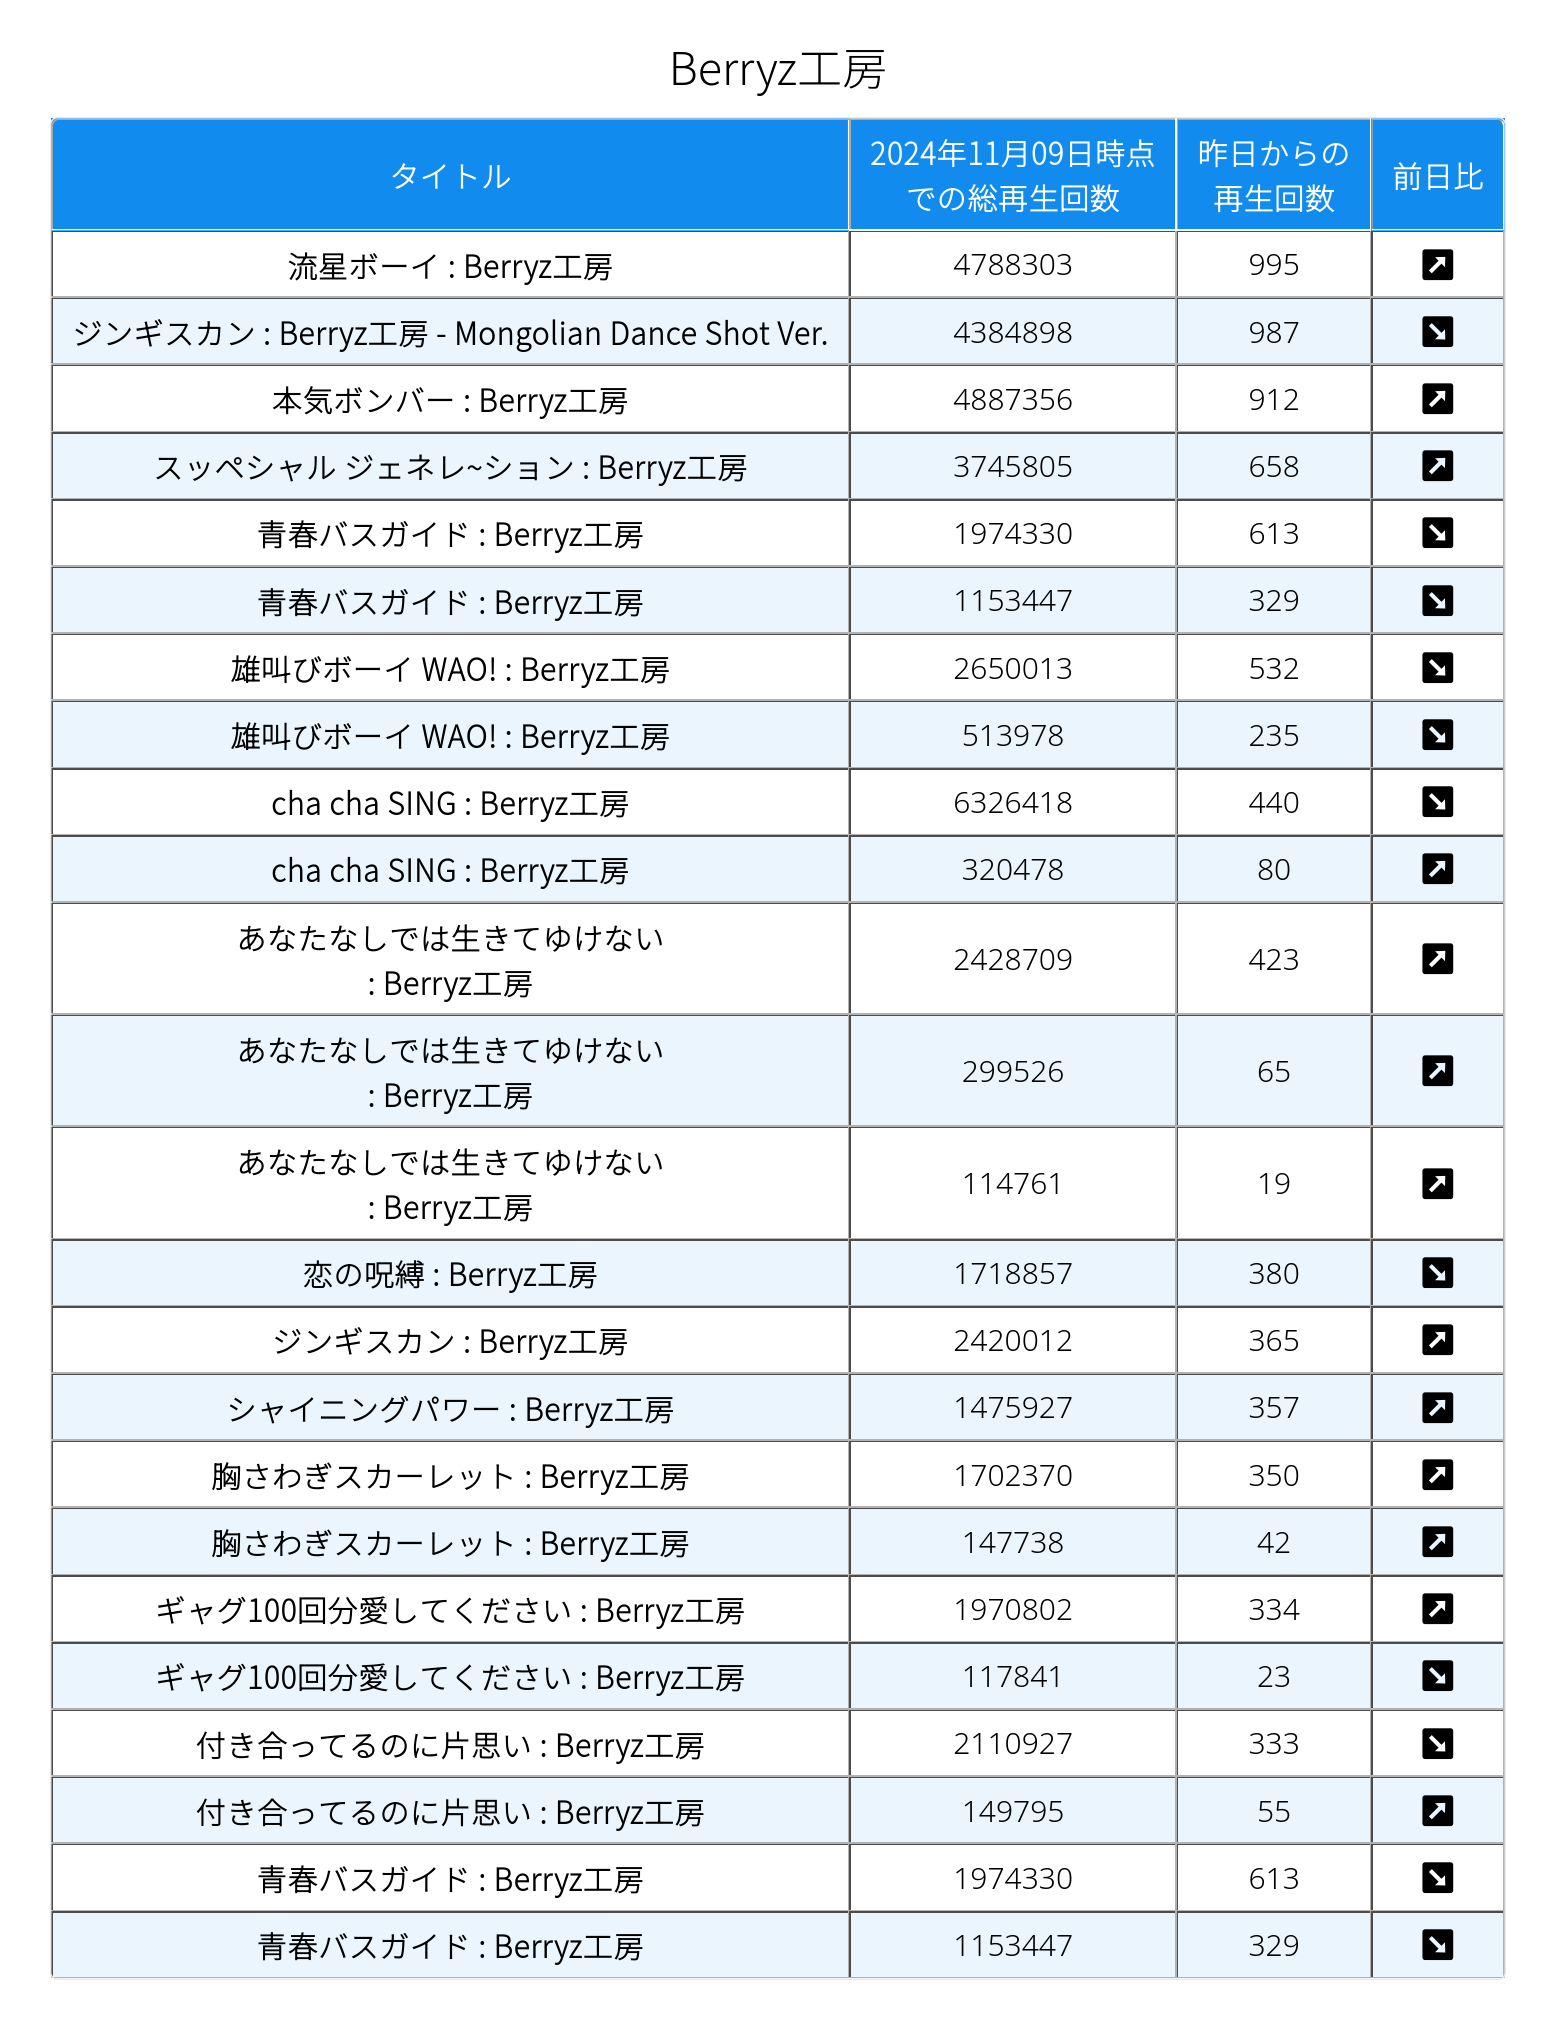 Berryz工房
タイトル 2024年11月09日時点 昨日からの 前日比
での総再生回数 再生回数
流星ボーイ : Berryz工房 4788303 995
ジンギスカン : Berryz工房 - Mongolian Dance Shot Ver. 4384898 987
本気ボンバー : Berryz工房 4887356 912
スッペシャル ジェネレ~ション : Berryz工房 3745805 658
青春バスガイド : Berryz工房 1974330 613
青春バスガイド : Berryz工房 1153447 329
雄叫びボーイ WAO! : Berryz工房 2650013 532
雄叫びボーイ WAO! : Berryz工房 513978 235
cha cha SING : Berryz工房 6326418 440
cha cha SING : Berryz工房 320478 80
あなたなしでは生きてゆけない
: Berryz工房 2428709 423
あなたなしでは生きてゆけない
: Berryz工房 299526 65
あなたなしでは生きてゆけない
: Berryz工房 114761 19
恋の呪縛 : Berryz工房 1718857 380
ジンギスカン : Berryz工房 2420012 365
シャイニングパワー : Berryz工房 1475927 357
胸さわぎスカーレット : Berryz工房 1702370 350
胸さわぎスカーレット : Berryz工房 147738 42
ギャグ100回分愛してください : Berryz工房 1970802 334
ギャグ100回分愛してください : Berryz工房 117841 23
付き合ってるのに片思い : Berryz工房 2110927 333
付き合ってるのに片思い : Berryz工房 149795 55
青春バスガイド : Berryz工房 1974330 613
青春バスガイド : Berryz工房 1153447 329